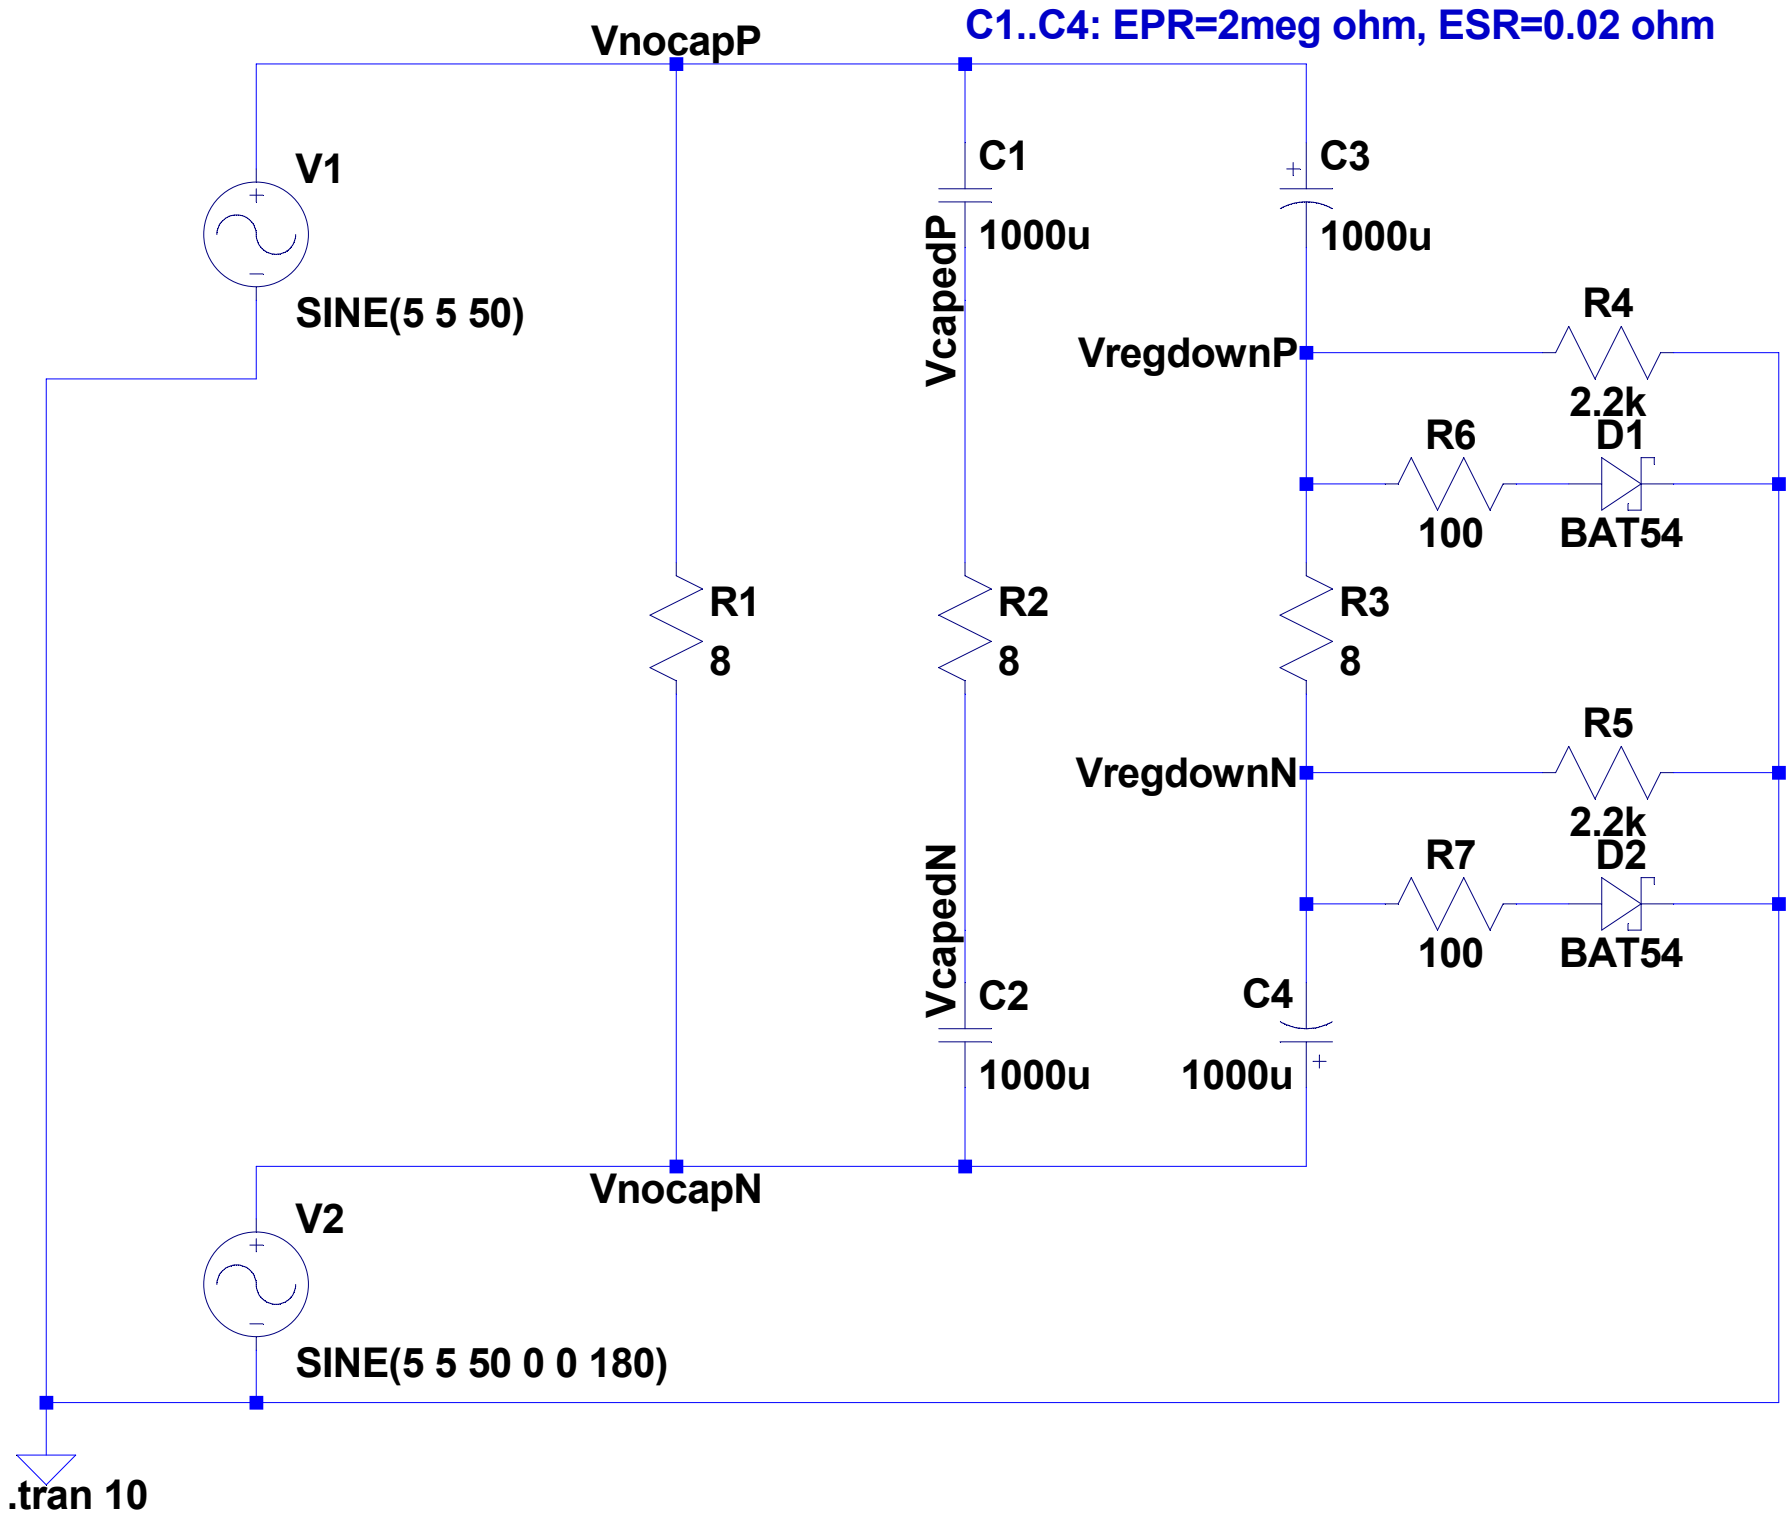 C1..C4: EPR=2meg ohm, ESR=0.02 ohm
VnocapP
V1
SINE(5 5 50)
C1
1000u
VcapedP
C3
1000u
VregdownP
R4
2.2k
R6
100
D1
BAT54
R1
8
R2
8
R3
8
VregdownN
R5
2.2k
R7
100
D2
BAT54
VcapedN
C2
1000u
C4
1000u
VnocapN
V2
SINE(5 5 50 0 0 180)
.tran 10